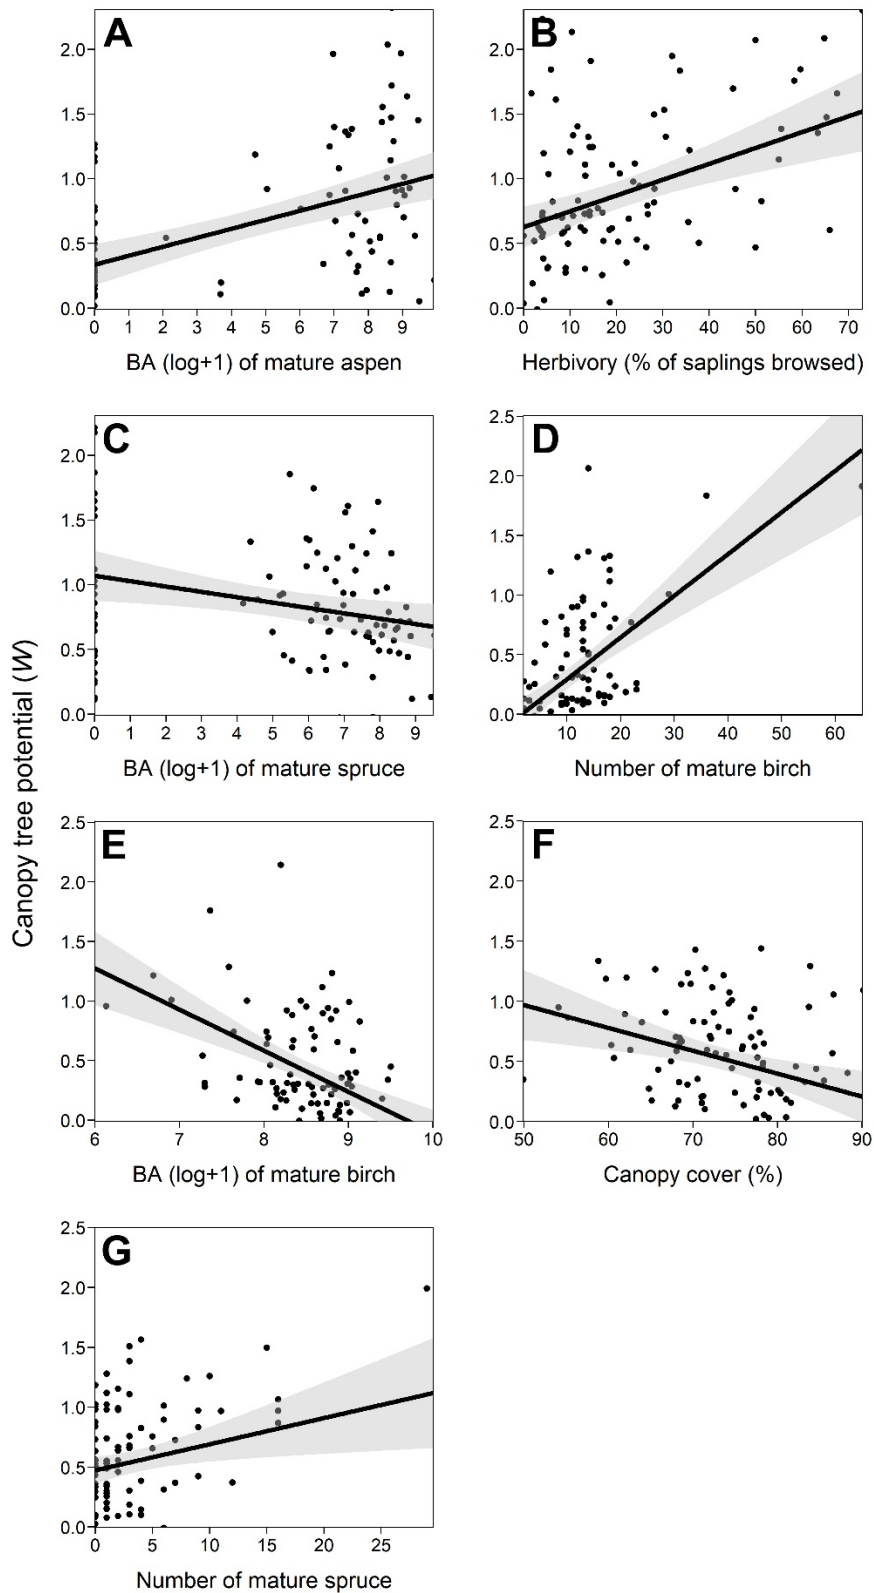 Canopy tree potential (W)
A
2.0
1.5
1.0
0.5
0.0
0 1 2 3 4 5 6 7 8 9
BA (log+1) of mature aspen
B
2.0
1.5
1.0
0.5
0.0
0 10 20 30 40 50 60 70
Herbivory (% of saplings browsed)
C
2.0
1.5
1.0
0.5
0.0
0 1 2 3 4 5 6 7 8 9
BA (log+1) of mature spruce
D
2.5
2.0
1.5
1.0
0.5
0.0
10 20 30 40 50 60
Number of mature birch
E
2.5
2.0
1.5
1.0
0.5
0.0
6 7 8 9 10
BA (log+1) of mature birch
F
2.5
2.0
1.5
1.0
0.5
0.0
50 60 70 80 90
Canopy cover (%)
G
2.5
2.0
1.5
1.0
0.5
0.0
0 5 10 15 20 25
Number of mature spruce